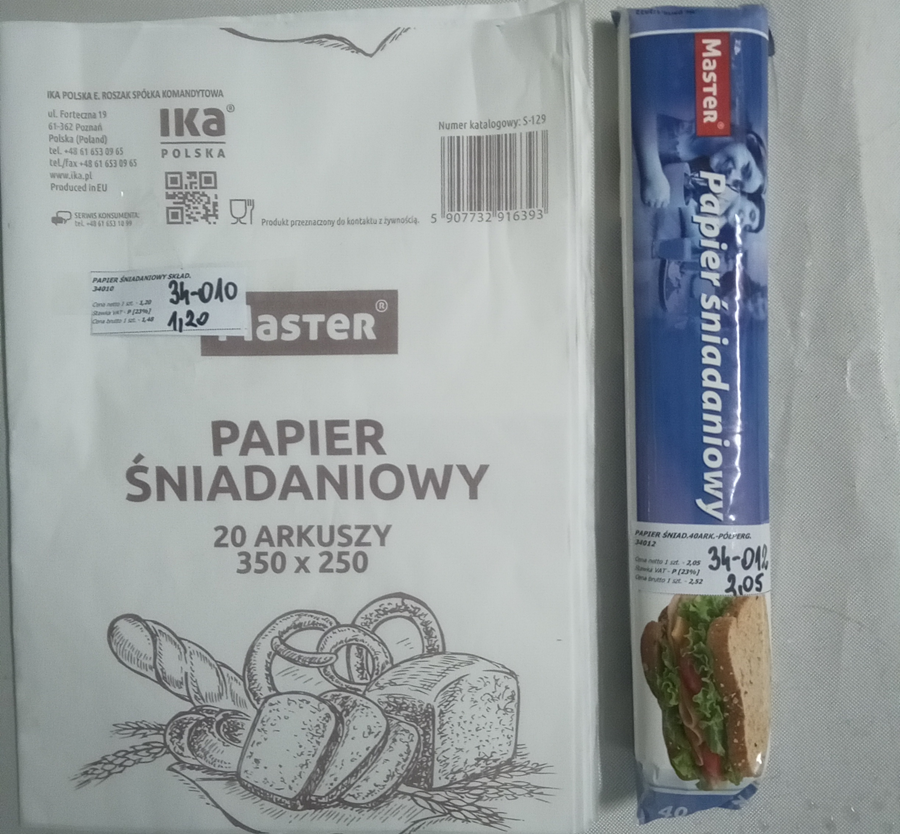 IKA POLSKA E. ROSZAK SPÓŁKA KOMANDYTOWA
ul. Forteczna 19
61-362 Poznań
Polska (Poland)
tel. +48 61 653 09 65
tel./fax +48 61 653 09 65
www.ika.pl
Produced in EU
IKa®
POLSKA
SERWIS KONSUMENTA:
Produkt przeznaczony do kontaktu z żywnością.
Numer katalogowy: S-129
5 907732 916393
PAPIER ŚNIADANIOWY SKŁAD.
34010
34-010
Cena netto 1 szt. - 1,20
Stawka VAT - P [23%]
Cena brutto 1 szt. - 1,48
1,20
MaSTeR®
PAPIER
ŚNIADANIOWY
20 ARKUSZY
350 x 250
MaSTeR®
Papier śniadaniowy
PAPIER ŚNIAD.40ARK.-PÓŁPERG.
34012
34-012
Cena netto 1 szt. - 2,05
Stawka VAT - P [23%]
Cena brutto 1 szt. - 2,52
2,05
40